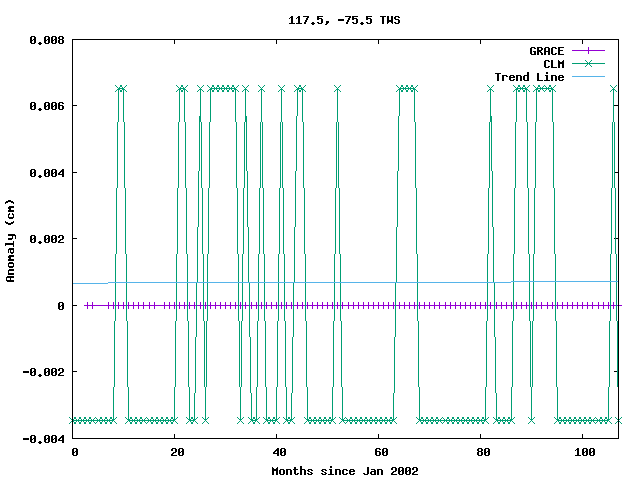 117.5, -75.5 TWS
GRACE
CLM
Trend Line
0.008
0.006
0.004
0.002
0
-0.002
-0.004
Anomaly (cm)
0 20 40 60 80 100
Months since Jan 2002